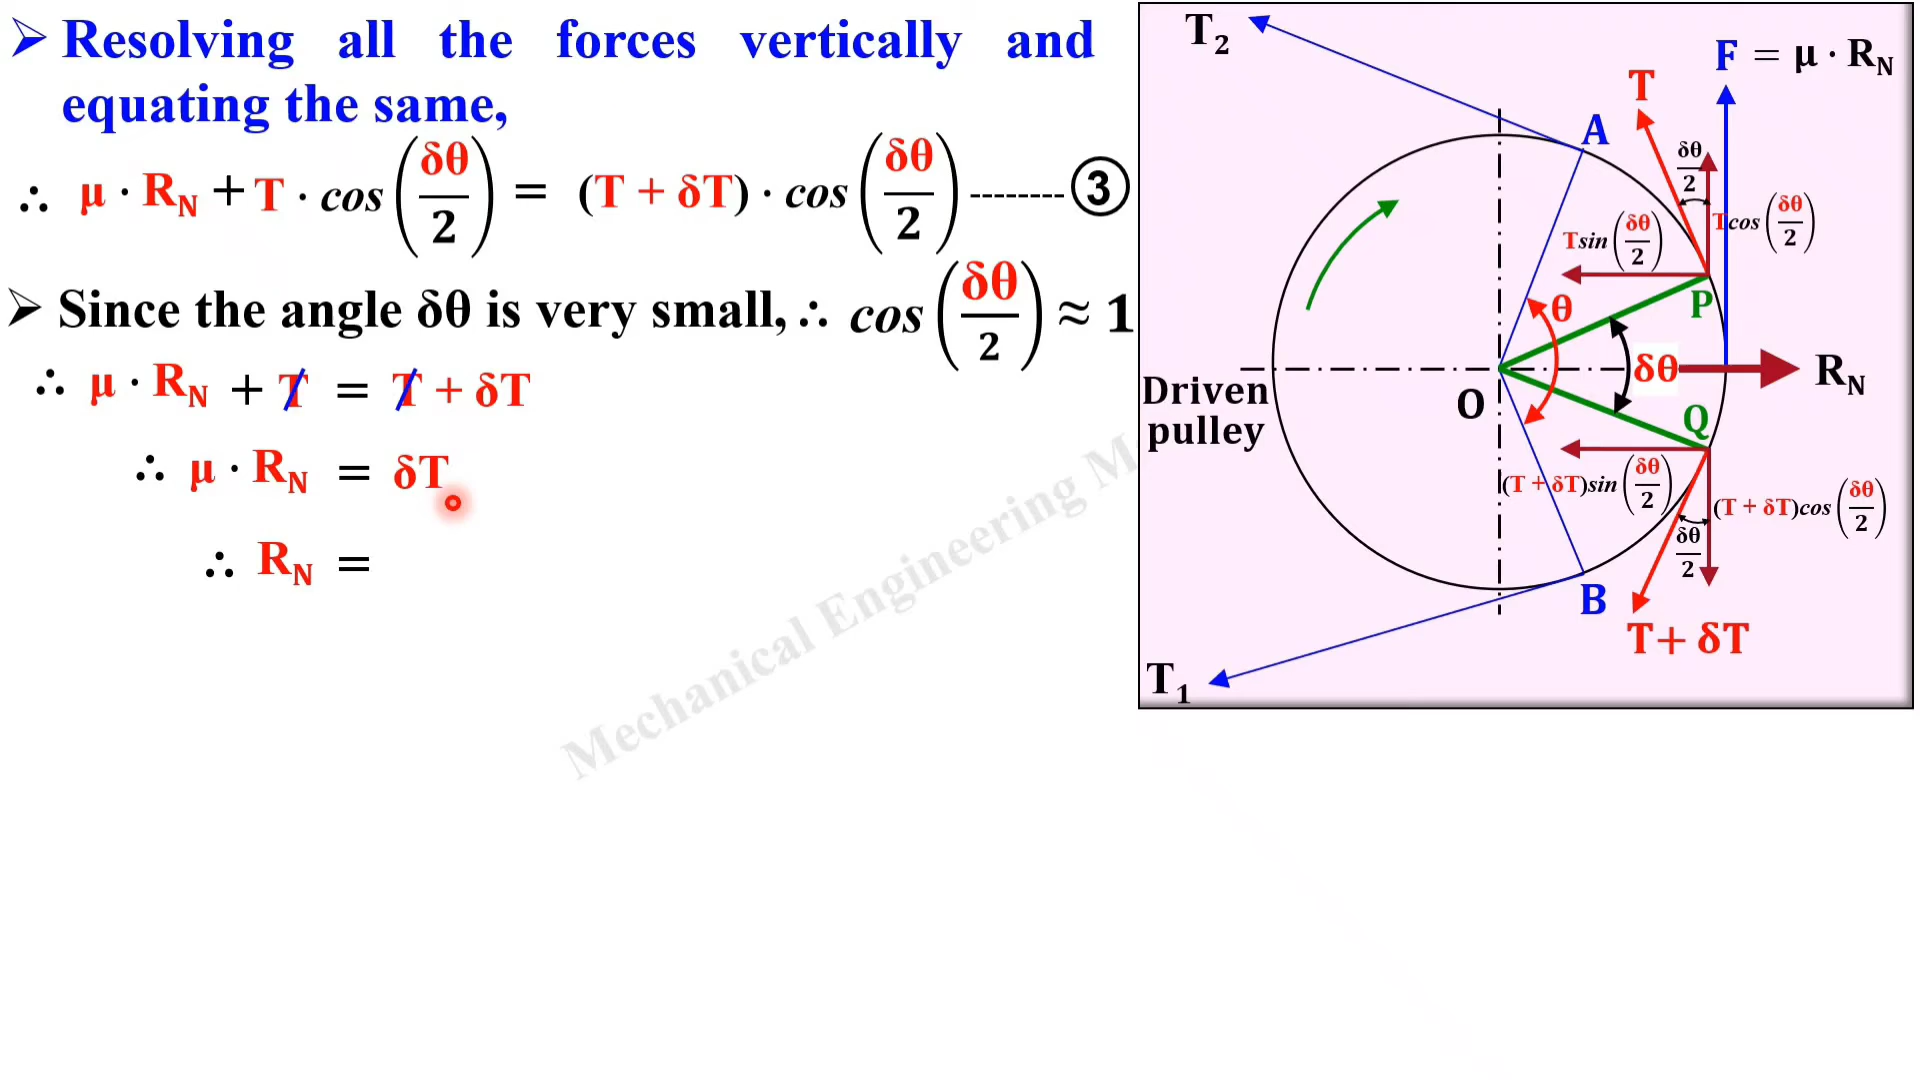 ➢ Resolving all the forces vertically and
equating the same,
∴ μ · R_N + T · cos(δθ/2) = (T + δT) · cos(δθ/2) -------- ③
➢ Since the angle δθ is very small, ∴ cos(δθ/2) ≈ 1
∴ μ · R_N + T = T + δT
∴ μ · R_N = δT
∴ R_N =
Mechanical Engineering M
T₂
F = μ · R_N
T
A
δθ/2
Tcos(δθ/2)
Tsin(δθ/2)
P
θ
δθ
R_N
O
Driven
pulley
Q
(T + δT)sin(δθ/2)
(T + δT)cos(δθ/2)
δθ/2
B
T+ δT
T₁